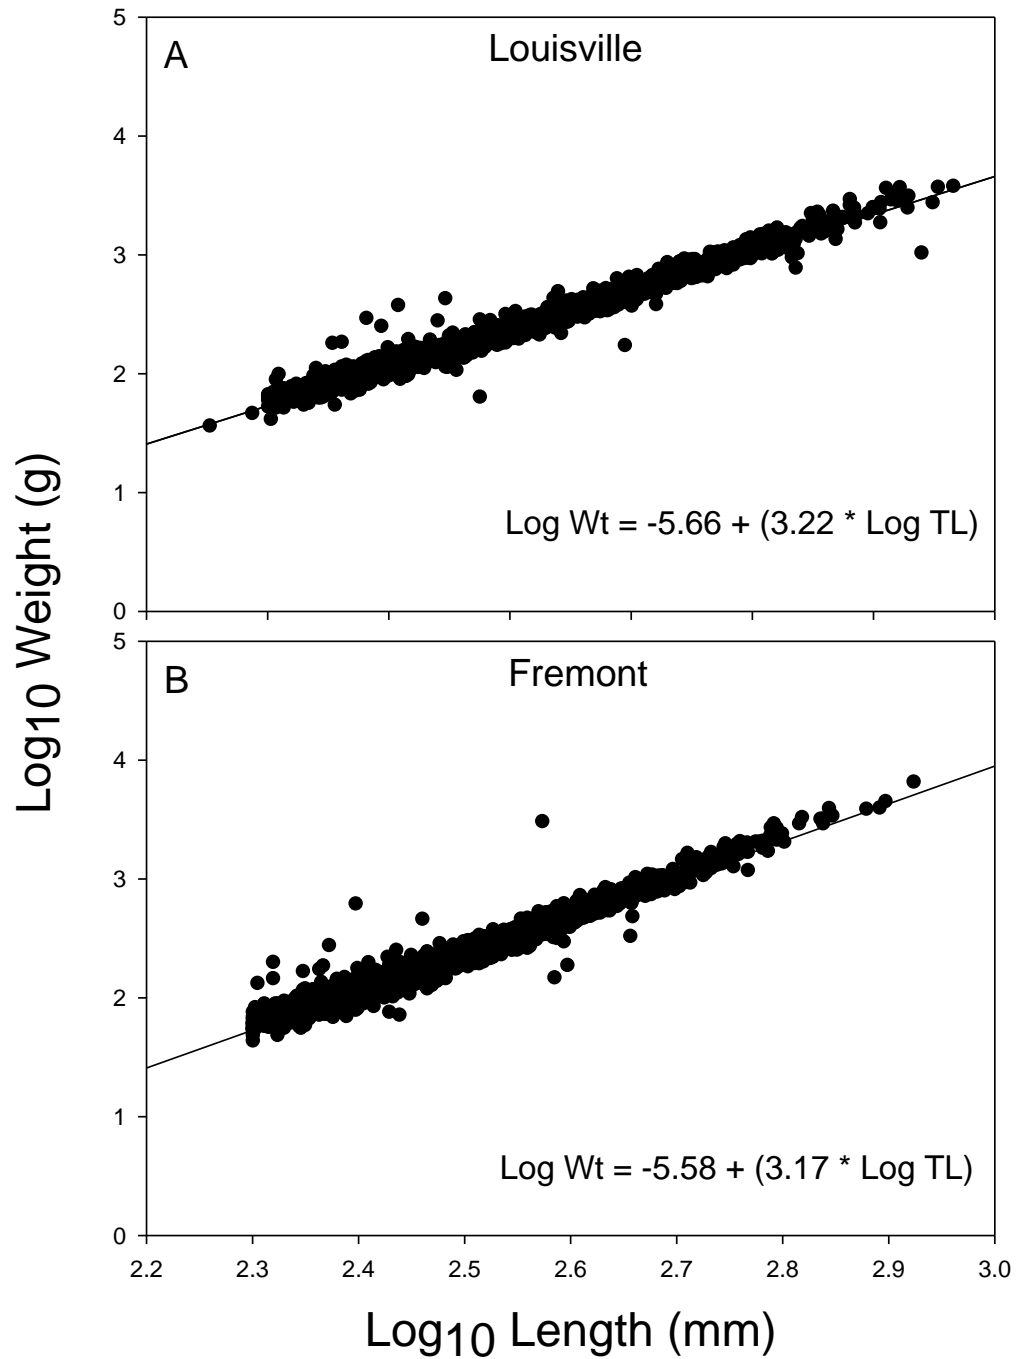 A
Louisville
5
4
3
2
1
0
Log Wt = -5.66 + (3.22 * Log TL)
Log10 Weight (g)
B
Fremont
5
4
3
2
1
0
Log Wt = -5.58 + (3.17 * Log TL)
2.2 2.3 2.4 2.5 2.6 2.7 2.8 2.9 3.0
Log10 Length (mm)